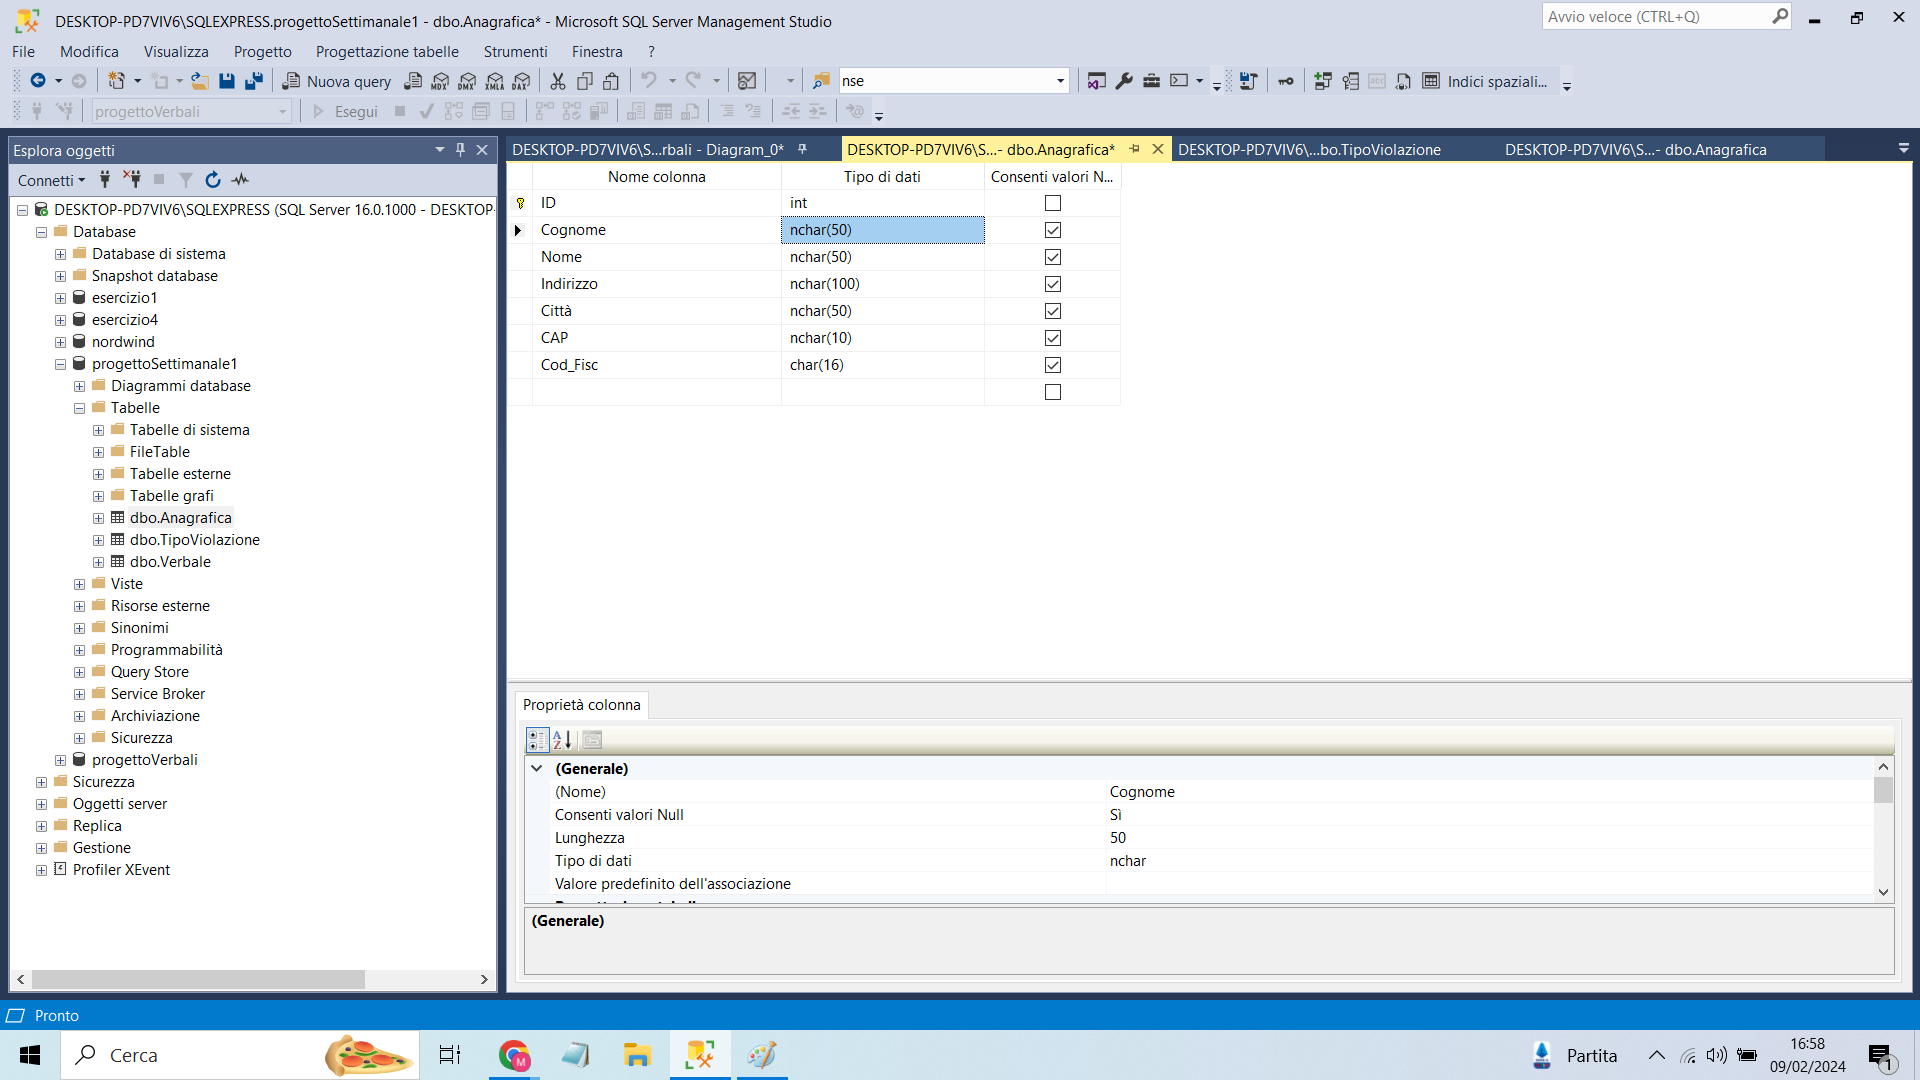 DESKTOP-PD7VIV6\SQLEXPRESS.progettoSettimanale1 - dbo.Anagrafica* - Microsoft SQL Server Management Studio
Avvio veloce (CTRL+Q)
File Modifica Visualizza Progetto Progettazione tabelle Strumenti Finestra ?
Nuova query MDX DMX XMLA DAX nse Indici spaziali...
progettoVerbali Esegui
Esplora oggetti
Connetti
DESKTOP-PD7VIV6\SQLEXPRESS (SQL Server 16.0.1000 - DESKTOP-
Database
Database di sistema
Snapshot database
esercizio1
esercizio4
nordwind
progettoSettimanale1
Diagrammi database
Tabelle
Tabelle di sistema
FileTable
Tabelle esterne
Tabelle grafi
dbo.Anagrafica
dbo.TipoViolazione
dbo.Verbale
Viste
Risorse esterne
Sinonimi
Programmabilità
Query Store
Service Broker
Archiviazione
Sicurezza
progettoVerbali
Sicurezza
Oggetti server
Replica
Gestione
Profiler XEvent
DESKTOP-PD7VIV6\S...rbali - Diagram_0* DESKTOP-PD7VIV6\S...- dbo.Anagrafica* DESKTOP-PD7VIV6\...bo.TipoViolazione DESKTOP-PD7VIV6\S...- dbo.Anagrafica
Nome colonna Tipo di dati Consenti valori N...
ID int
Cognome nchar(50)
Nome nchar(50)
Indirizzo nchar(100)
Città nchar(50)
CAP nchar(10)
Cod_Fisc char(16)
Proprietà colonna
(Generale)
(Nome) Cognome
Consenti valori Null Sì
Lunghezza 50
Tipo di dati nchar
Valore predefinito dell'associazione
(Generale)
Pronto
Cerca
Partita
16:58
09/02/2024
1